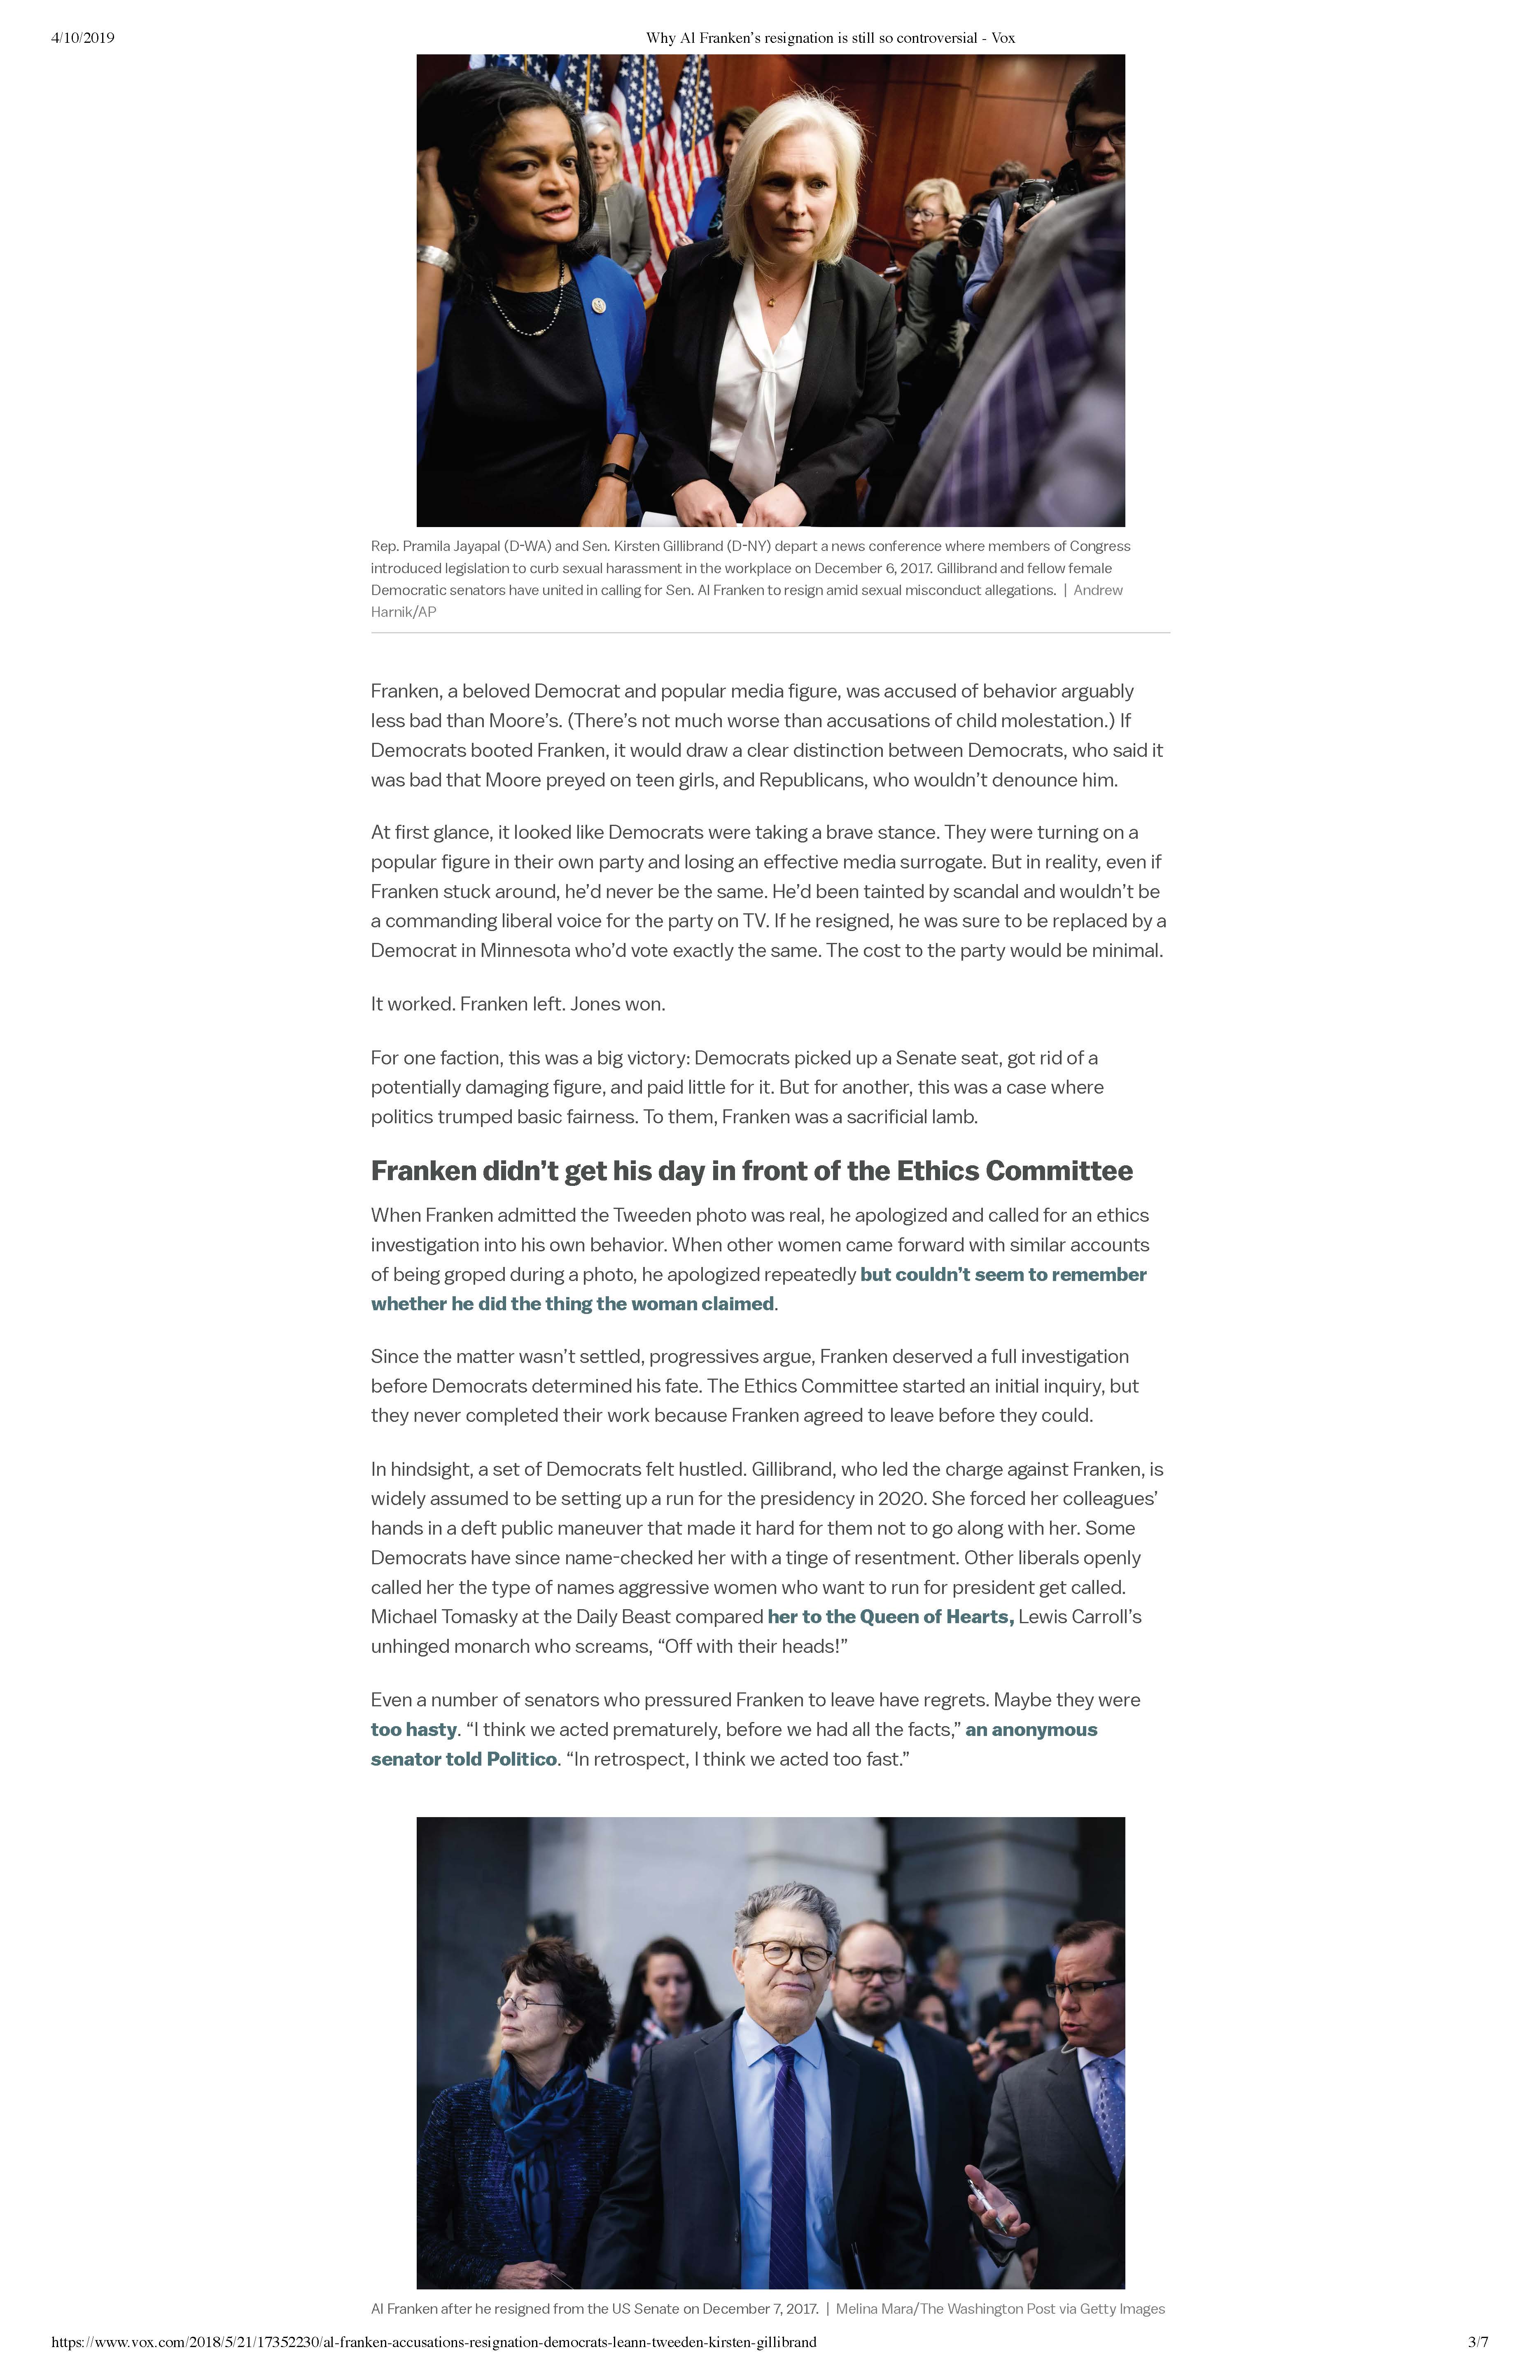 4/10/2019
Why Al Franken's resignation is still so controversial - Vox
Rep. Pramila Jayapal (D-WA) and Sen. Kirsten Gillibrand (D-NY) depart a news conference where members of Congress
introduced legislation to curb sexual harassment in the workplace on December 6, 2017. Gillibrand and fellow female
Democratic senators have united in calling for Sen. Al Franken to resign amid sexual misconduct allegations. | Andrew
Harnik/AP
Franken, a beloved Democrat and popular media figure, was accused of behavior arguably
less bad than Moore's. (There's not much worse than accusations of child molestation.) If
Democrats booted Franken, it would draw a clear distinction between Democrats, who said it
was bad that Moore preyed on teen girls, and Republicans, who wouldn't denounce him.
At first glance, it looked like Democrats were taking a brave stance. They were turning on a
popular figure in their own party and losing an effective media surrogate. But in reality, even if
Franken stuck around, he'd never be the same. He'd been tainted by scandal and wouldn't be
a commanding liberal voice for the party on TV. If he resigned, he was sure to be replaced by a
Democrat in Minnesota who'd vote exactly the same. The cost to the party would be minimal.
It worked. Franken left. Jones won.
For one faction, this was a big victory: Democrats picked up a Senate seat, got rid of a
potentially damaging figure, and paid little for it. But for another, this was a case where
politics trumped basic fairness. To them, Franken was a sacrificial lamb.
Franken didn't get his day in front of the Ethics Committee
When Franken admitted the Tweeden photo was real, he apologized and called for an ethics
investigation into his own behavior. When other women came forward with similar accounts
of being groped during a photo, he apologized repeatedly but couldn't seem to remember
whether he did the thing the woman claimed.
Since the matter wasn't settled, progressives argue, Franken deserved a full investigation
before Democrats determined his fate. The Ethics Committee started an initial inquiry, but
they never completed their work because Franken agreed to leave before they could.
In hindsight, a set of Democrats felt hustled. Gillibrand, who led the charge against Franken, is
widely assumed to be setting up a run for the presidency in 2020. She forced her colleagues'
hands in a deft public maneuver that made it hard for them not to go along with her. Some
Democrats have since name-checked her with a tinge of resentment. Other liberals openly
called her the type of names aggressive women who want to run for president get called.
Michael Tomasky at the Daily Beast compared her to the Queen of Hearts, Lewis Carroll's
unhinged monarch who screams, "Off with their heads!"
Even a number of senators who pressured Franken to leave have regrets. Maybe they were
too hasty. "I think we acted prematurely, before we had all the facts," an anonymous
senator told Politico. "In retrospect, I think we acted too fast."
Al Franken after he resigned from the US Senate on December 7, 2017. | Melina Mara/The Washington Post via Getty Images
https://www.vox.com/2018/5/21/17352230/al-franken-accusations-resignation-democrats-leann-tweeden-kirsten-gillibrand
3/7